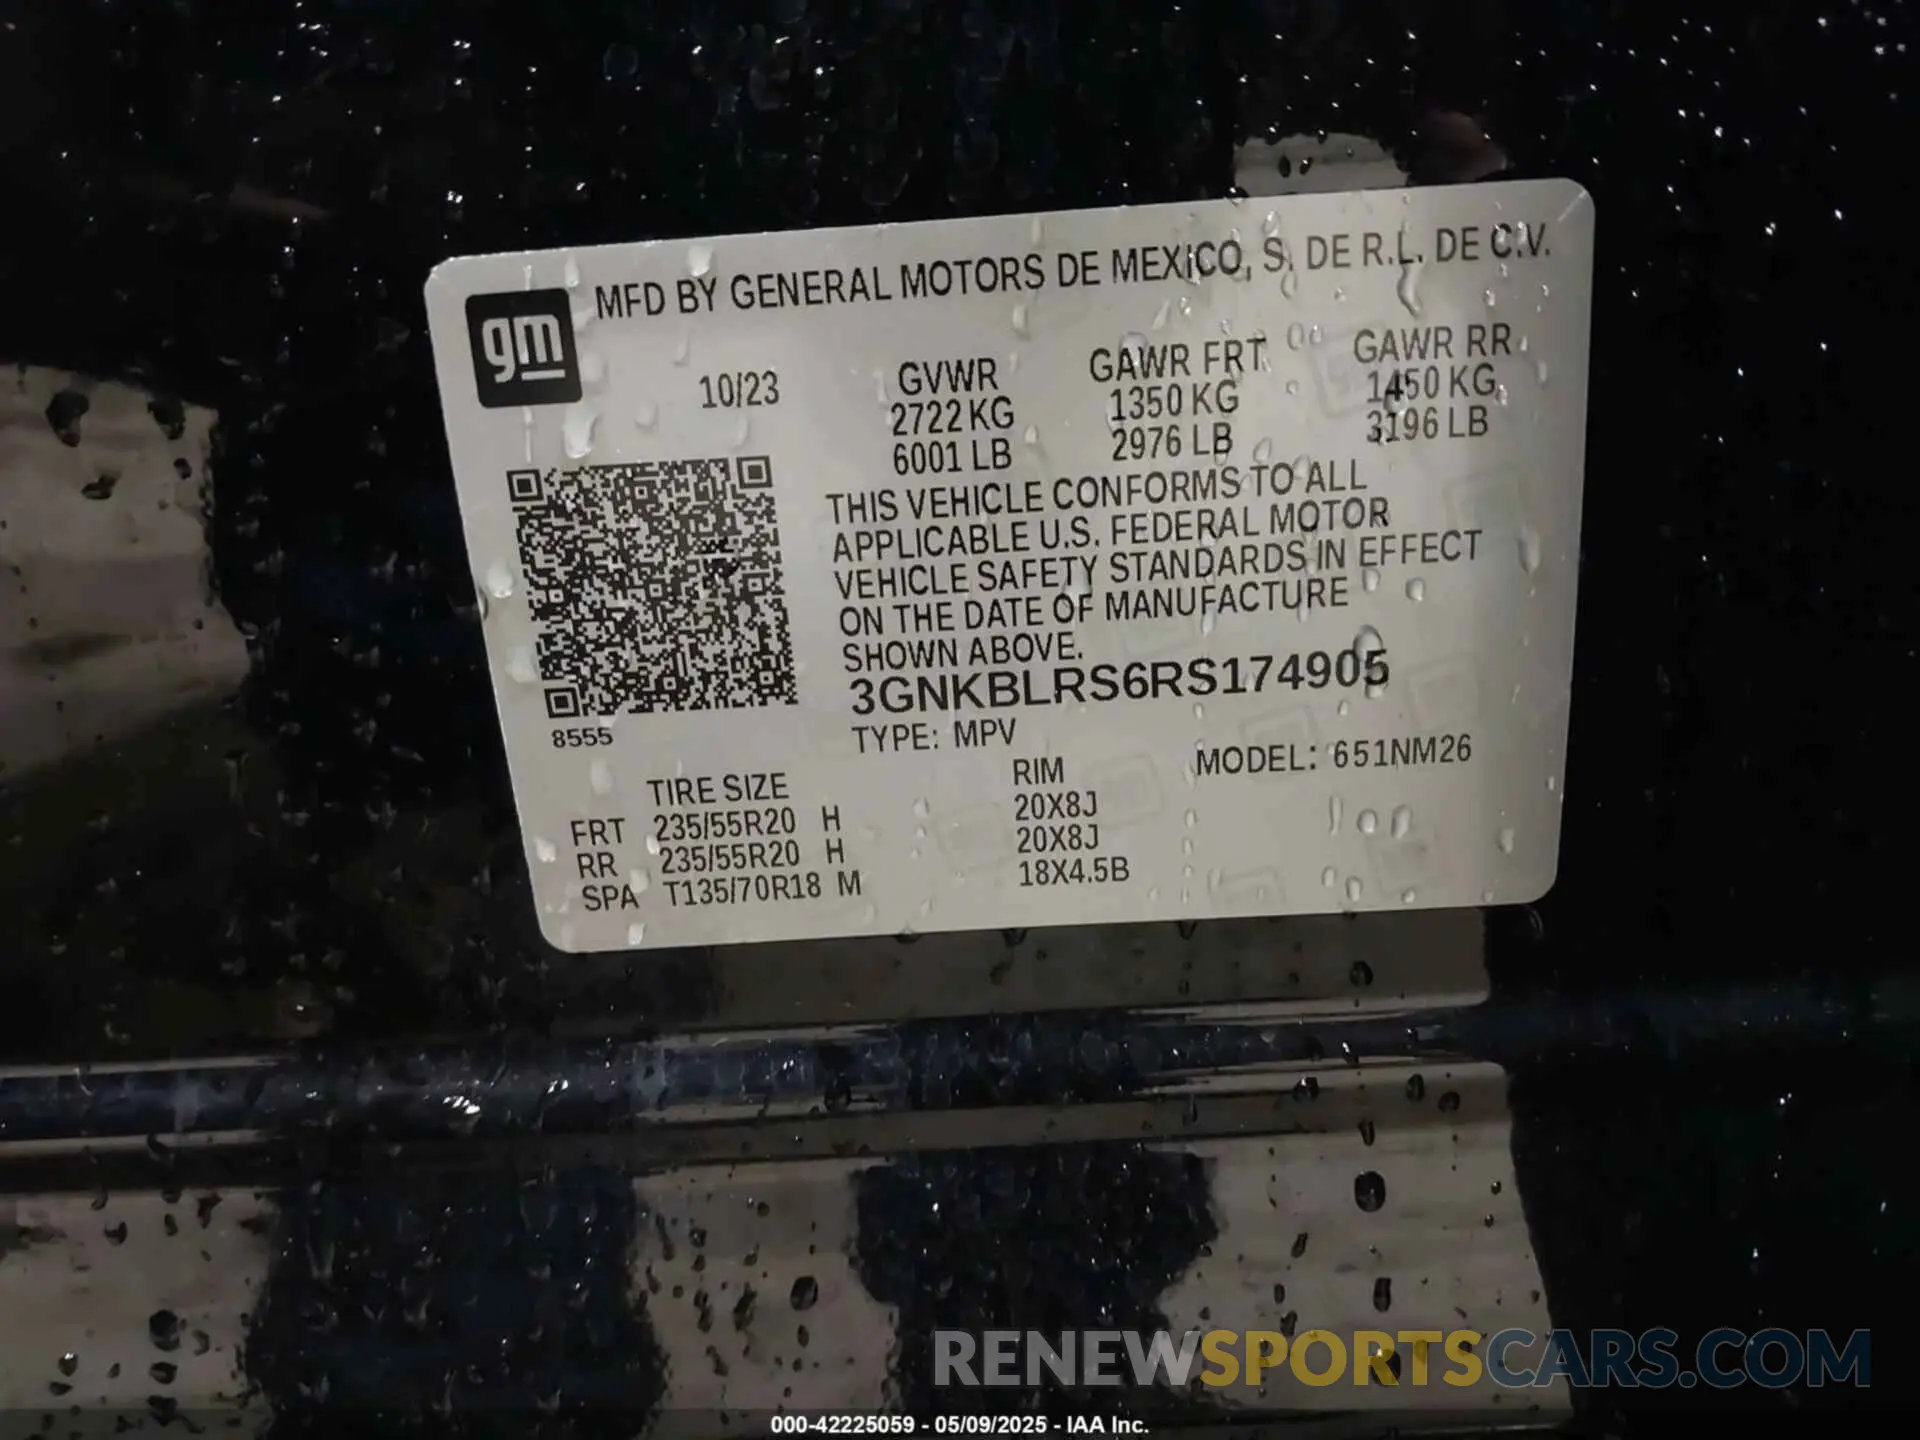 gm
MFD BY GENERAL MOTORS DE MEXICO, S. DE R.L. DE C.V.
10/23 GVWR GAWR FRT GAWR RR
2722 KG 1350 KG 1450 KG
6001 LB 2976 LB 3196 LB
THIS VEHICLE CONFORMS TO ALL
APPLICABLE U.S. FEDERAL MOTOR
VEHICLE SAFETY STANDARDS IN EFFECT
ON THE DATE OF MANUFACTURE
SHOWN ABOVE.
3GNKBLRS6RS174905
8555 TYPE: MPV MODEL: 651NM26
TIRE SIZE RIM
FRT 235/55R20 H 20X8J
RR 235/55R20 H 20X8J
SPA T135/70R18 M 18X4.5B
RENEWSPORTSCARS.COM
000-42225059 - 05/09/2025 - IAA Inc.